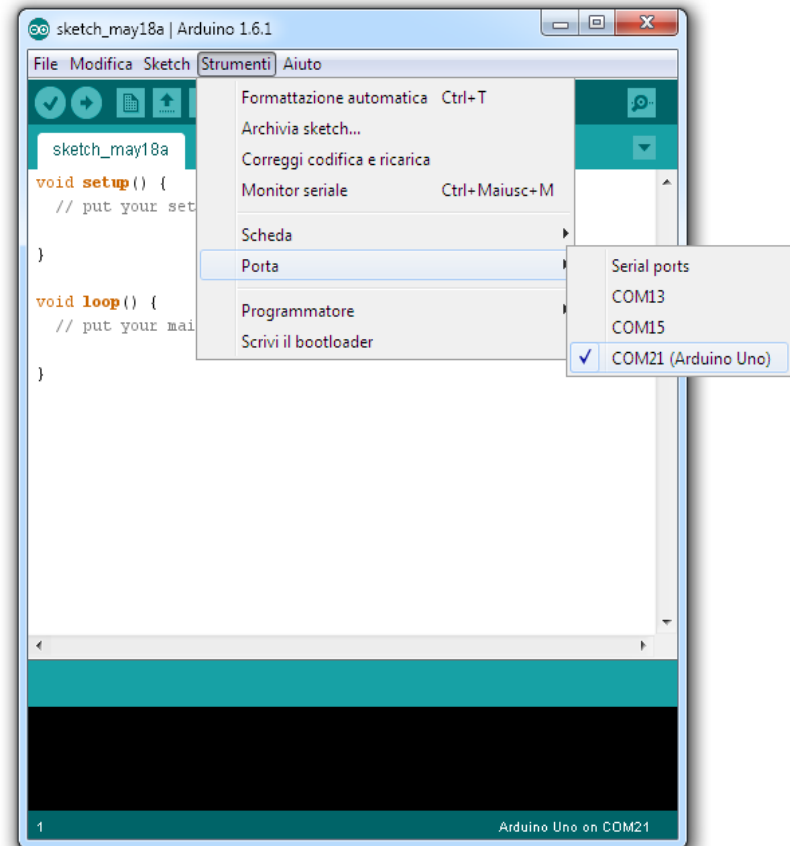 sketch_may18a | Arduino 1.6.1
File Modifica Sketch Strumenti Aiuto
Formattazione automatica Ctrl+T
Archivia sketch...
Correggi codifica e ricarica
Monitor seriale Ctrl+Maiusc+M
Scheda
Porta
Programmatore
Scrivi il bootloader
Serial ports
COM13
COM15
COM21 (Arduino Uno)
sketch_may18a
void setup() {
// put your set
}
void loop() {
// put your mai
}
1 Arduino Uno on COM21